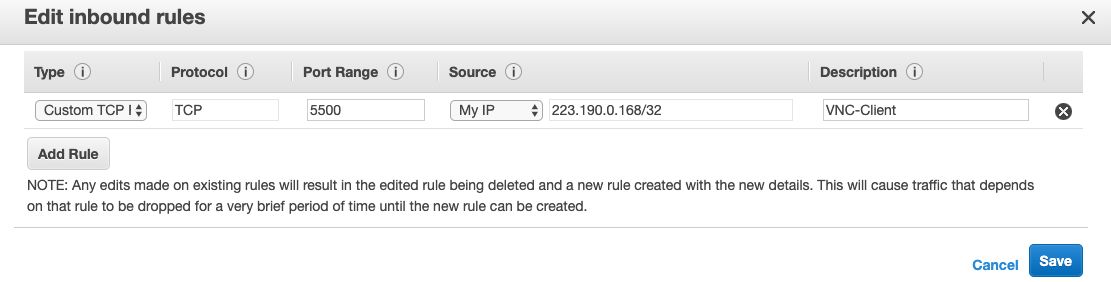 Edit inbound rules
Type Protocol Port Range Source Description
Custom TCP I TCP 5500 My IP 223.190.0.168/32 VNC-Client
Add Rule
NOTE: Any edits made on existing rules will result in the edited rule being deleted and a new rule created with the new details. This will cause traffic that depends
on that rule to be dropped for a very brief period of time until the new rule can be created.
Cancel Save